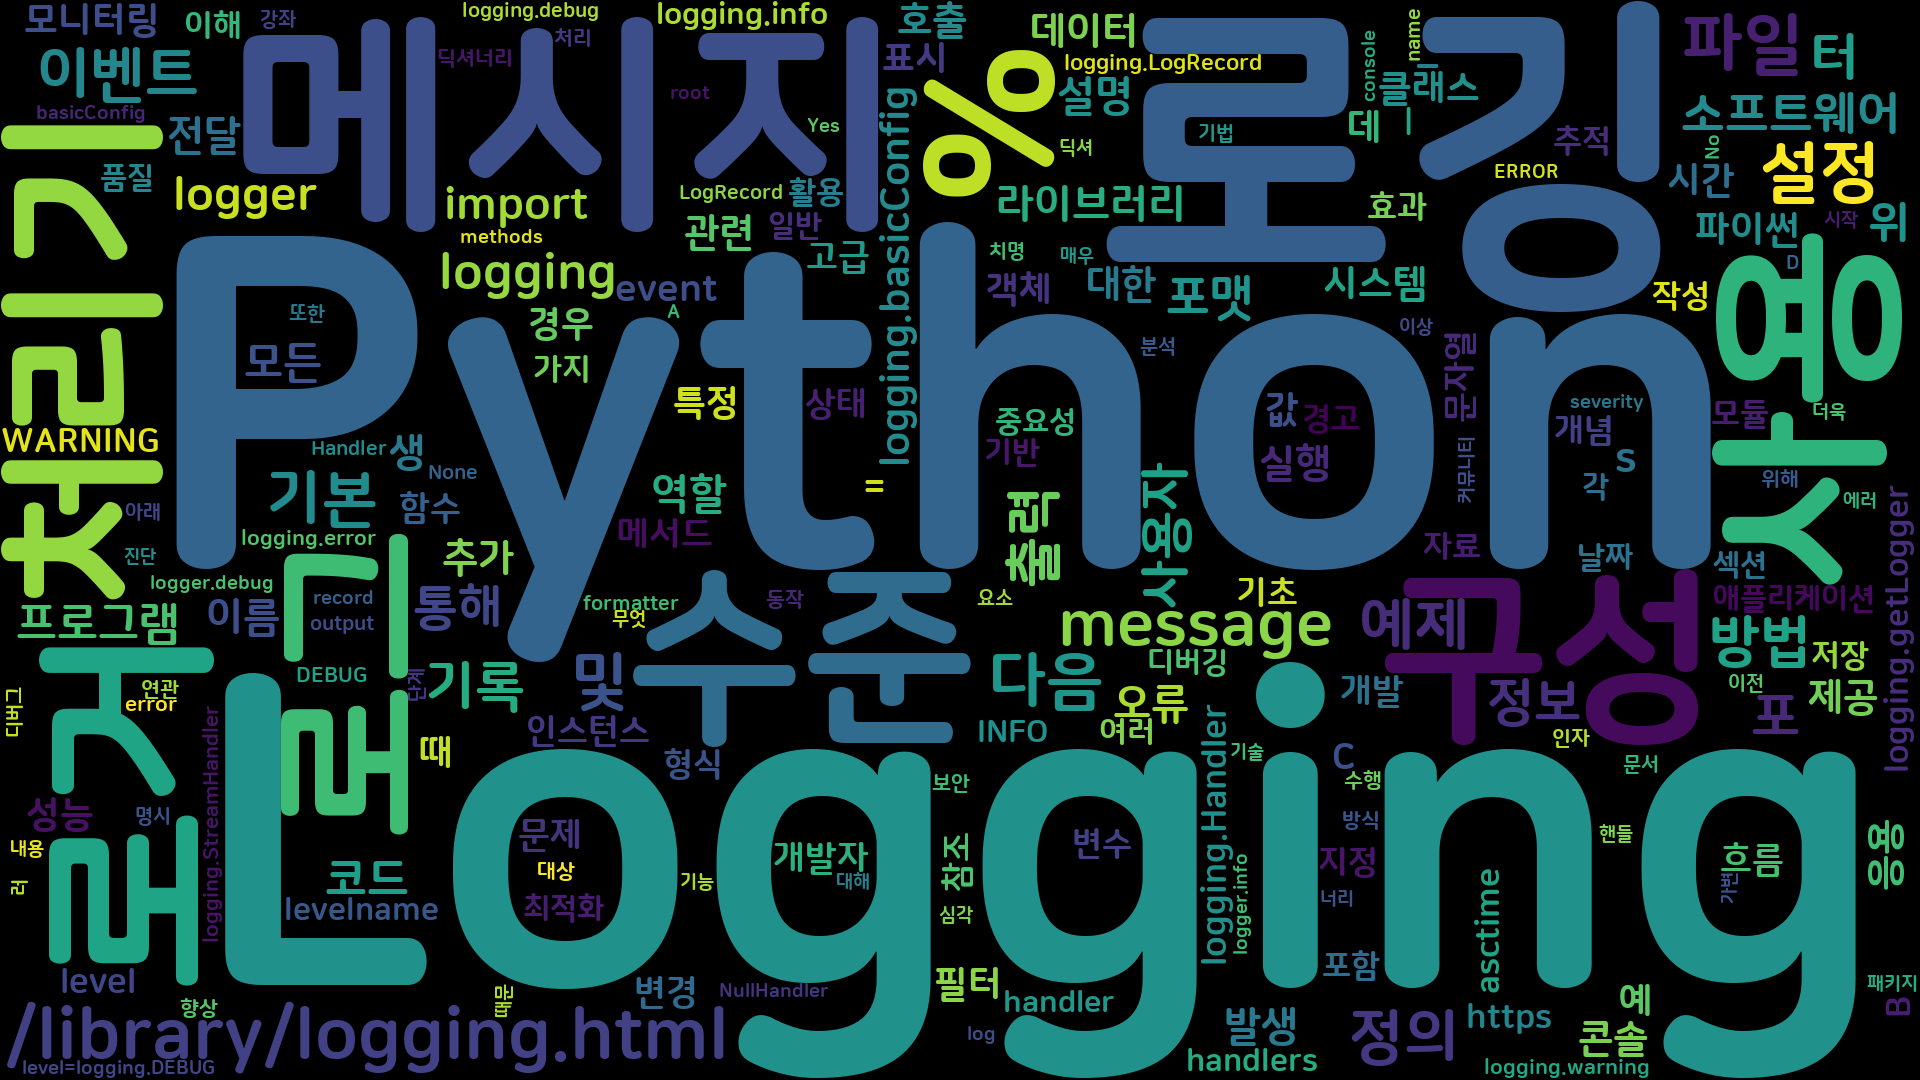 모니터링
이해
강좌
logging.debug
logging.info
호출
데이터
name
파일
터
이벤트
메시지
딕셔너리
처리
표시
%
logging.LogRecord
로깅
console
클래스
basicConfig
root
설명
데
ㅣ
소프트웨어
전달
Yes
logging.basicConfig
딕셔
기법
추적
No
처리기
품질
logger
import
LogRecord
활용
라이브러리
효과
ERROR
시간
설정
methods
관련
일반
고급
치명
매우
파이썬
시작
위
Python
logging
event
객체
대한
포맷
시스템
D
작성
사용
또한
경우
A
모든
가지
분석
이상
문자열
특정
상태
중요성
값
경고
severity
모듈
더욱
WARNING
Handler
생
기반
실행
커뮤니티
개념
None
S
기본
함수
역할
=
출력
사용자
각
위해
에러
아래
메서드
logging.getLogger
logging.error
진단
추가
자료
날짜
섹션
logger.debug
record
formatter
동작
요소
기초
애플리케이션
프로그램
이름
output
통해
무엇
수준
message
예제
구성
방법
로거
로그
DEBUG
단계
기록
및
다음
디버깅
저장
디버그
연관
error
오류
개발
정보
이전
제공
logging.StreamHandler
때
인스턴스
INFO
여러
포
Logging
형식
logging.Handler
기술
C
인자
문서
성능
명시
보안
수행
내용
문제
개발자
변수
방식
핸들
응용
러
코드
대상
기능
대해
참조
logger.info
지정
흐름
levelname
최적화
심각
너리
가변
asctime
level
필터
포함
패키지
향상
변경
NullHandler
handler
예
B
/library/logging.html
log
발생
정의
https
콘솔
level=logging.DEBUG
handlers
logging.warning